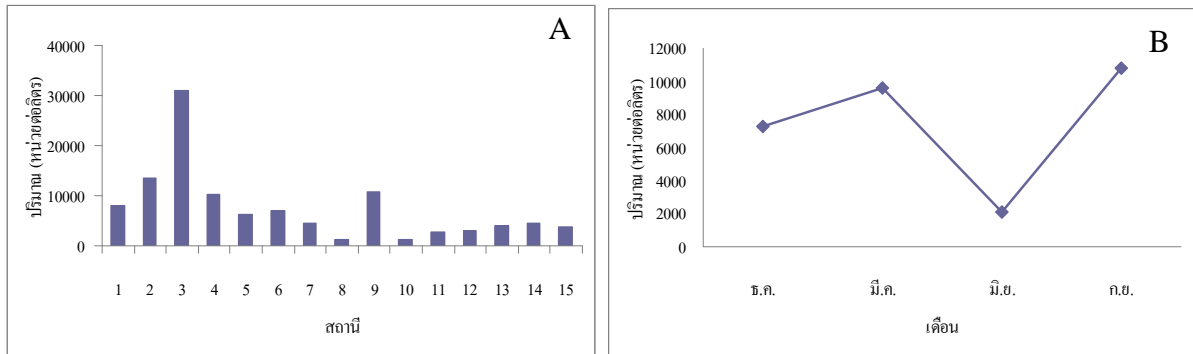 A
ปริมาณ (หน่วยต่อลิตร)
40000
30000
20000
10000
0
1 2 3 4 5 6 7 8 9 10 11 12 13 14 15
สถานี
B
ปริมาณ (หน่วยต่อลิตร)
12000
10000
8000
6000
4000
2000
0
ธ.ค. มี.ค. มิ.ย. ก.ย.
เดือน